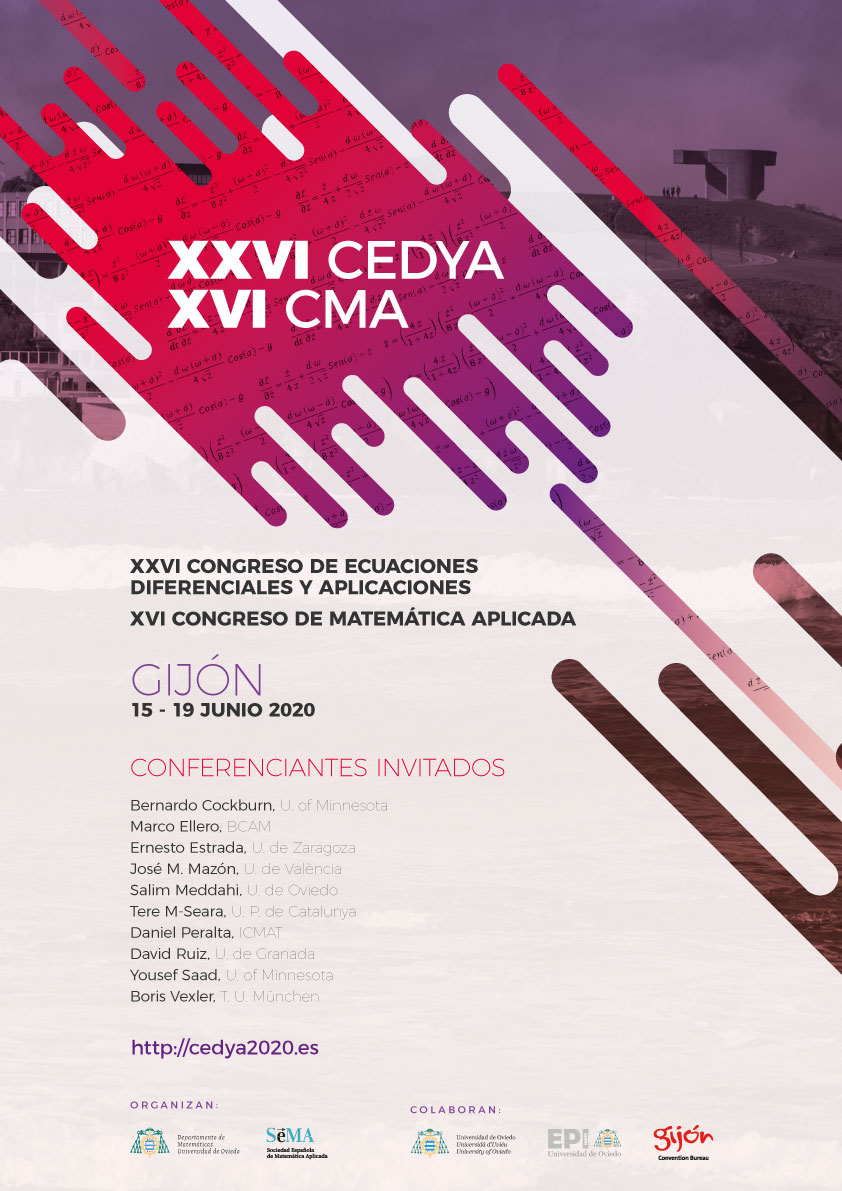 XXVI CEDYA
XVI CMA
XXVI CONGRESO DE ECUACIONES
DIFERENCIALES Y APLICACIONES
XVI CONGRESO DE MATEMÁTICA APLICADA
GIJÓN
15 - 19 JUNIO 2020
CONFERENCIANTES INVITADOS
Bernardo Cockburn, U. of Minnesota
Marco Ellero, BCAM
Ernesto Estrada, U. de Zaragoza
José M. Mazón, U. de València
Salim Meddahi, U. de Oviedo
Tere M-Seara, U. P. de Catalunya
Daniel Peralta, ICMAT
David Ruiz, U. de Granada
Yousef Saad, U. of Minnesota
Boris Vexler, T. U. München
http://cedya2020.es
ORGANIZAN:
Departamento de
Matemáticas
Universidad de Oviedo
SeMA
Sociedad Española
de Matemática Aplicada
COLABORAN:
Universidad de Oviedo
Universidá d'Uviéu
University of Oviedo
EPI
Universidad de Oviedo
gijón
Convention Bureau